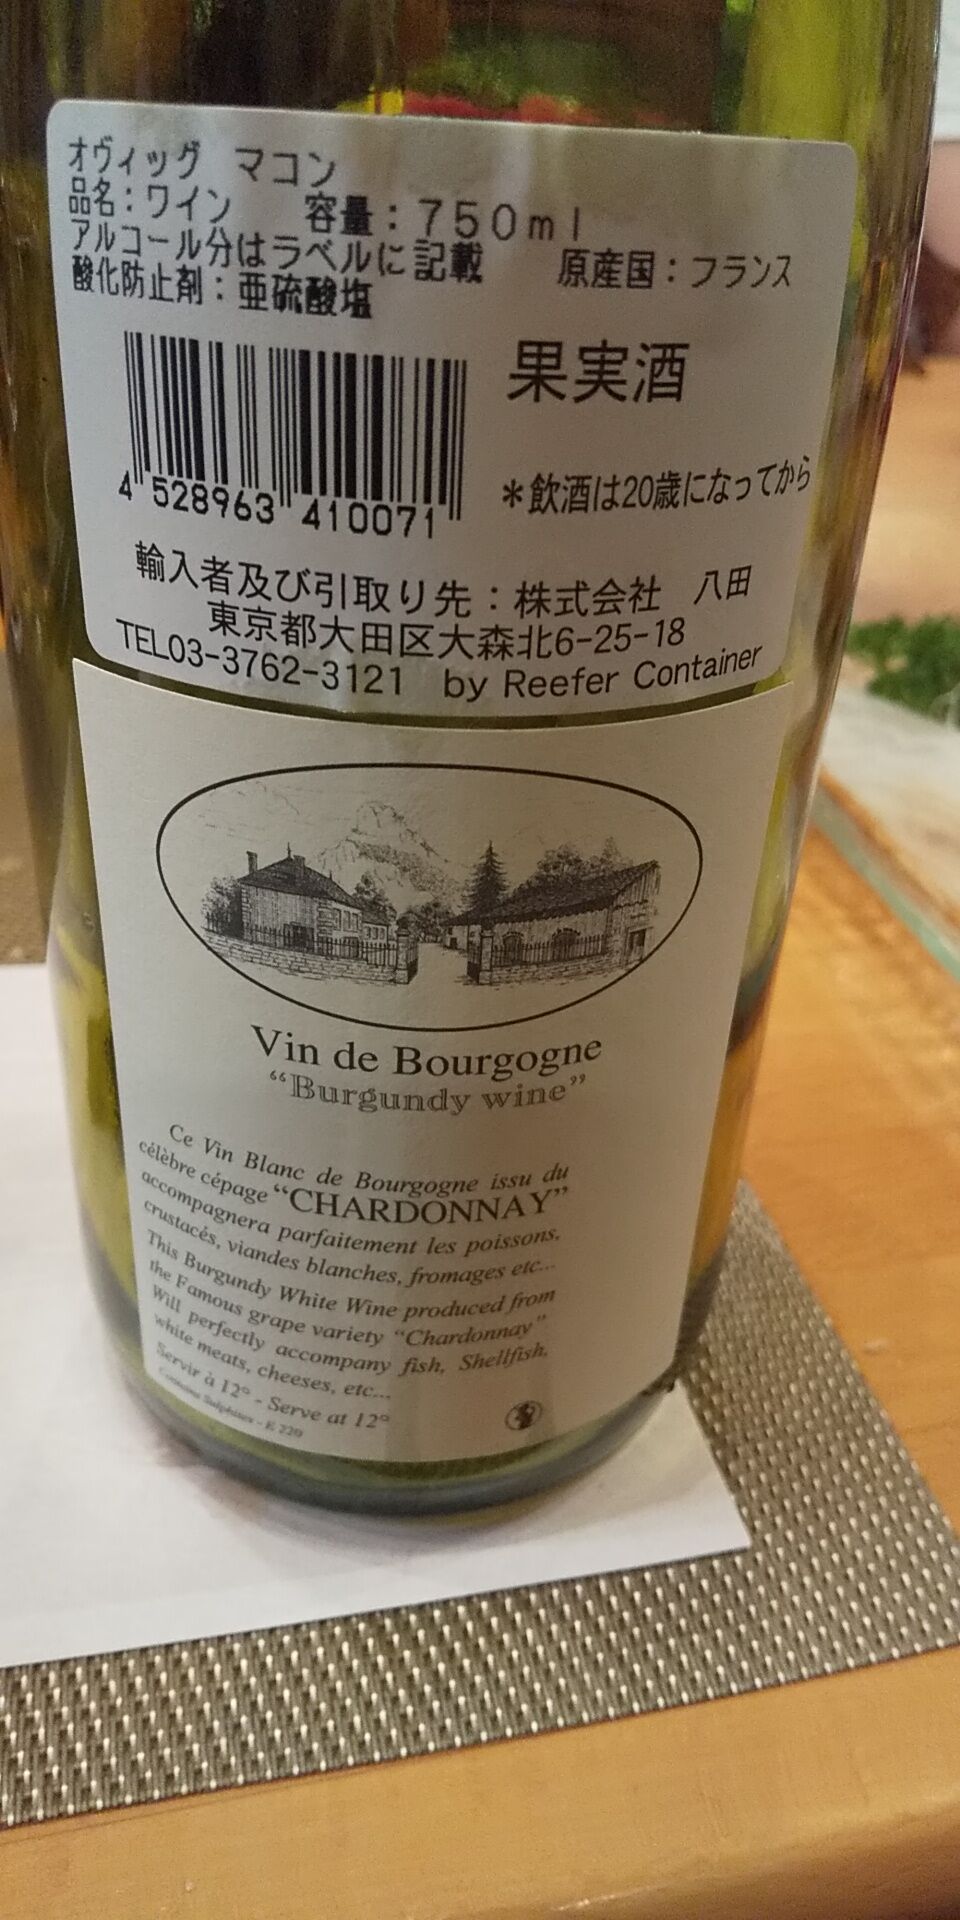 オヴィッグ マコン
品名：ワイン 容量：750ml
アルコール分はラベルに記載 原産国：フランス
酸化防止剤：亜硫酸塩
果実酒
4 528963 410071
＊飲酒は20歳になってから
輸入者及び引取り先：株式会社 八田
東京都大田区大森北6-25-18
TEL03-3762-3121 by Reefer Container
Vin de Bourgogne
“Burgundy wine”
Ce Vin Blanc de Bourgogne issu du
célèbre cépage “CHARDONNAY”
accompagnera parfaitement les poissons,
crustacés, viandes blanches, fromages etc...
This Burgundy White Wine produced from
the Famous grape variety “Chardonnay”
Will perfectly accompany fish, Shellfish,
white meats, cheeses, etc...
Servir à 12° - Serve at 12°
Contains Sulphites - E 220